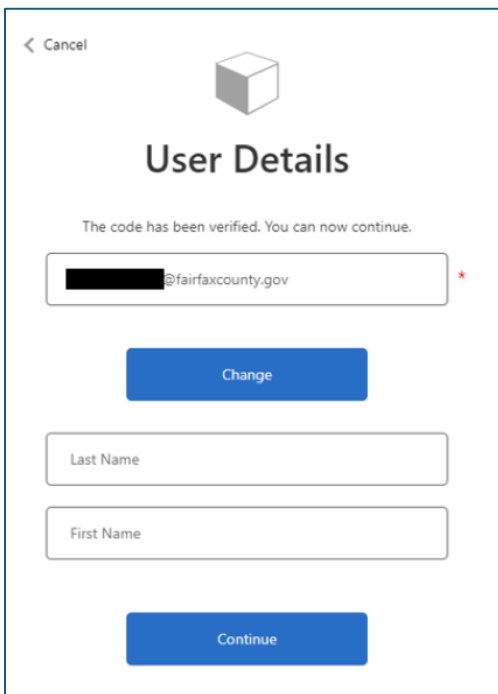 Cancel
User Details
The code has been verified. You can now continue.
@fairfaxcounty.gov *
Change
Last Name
First Name
Continue